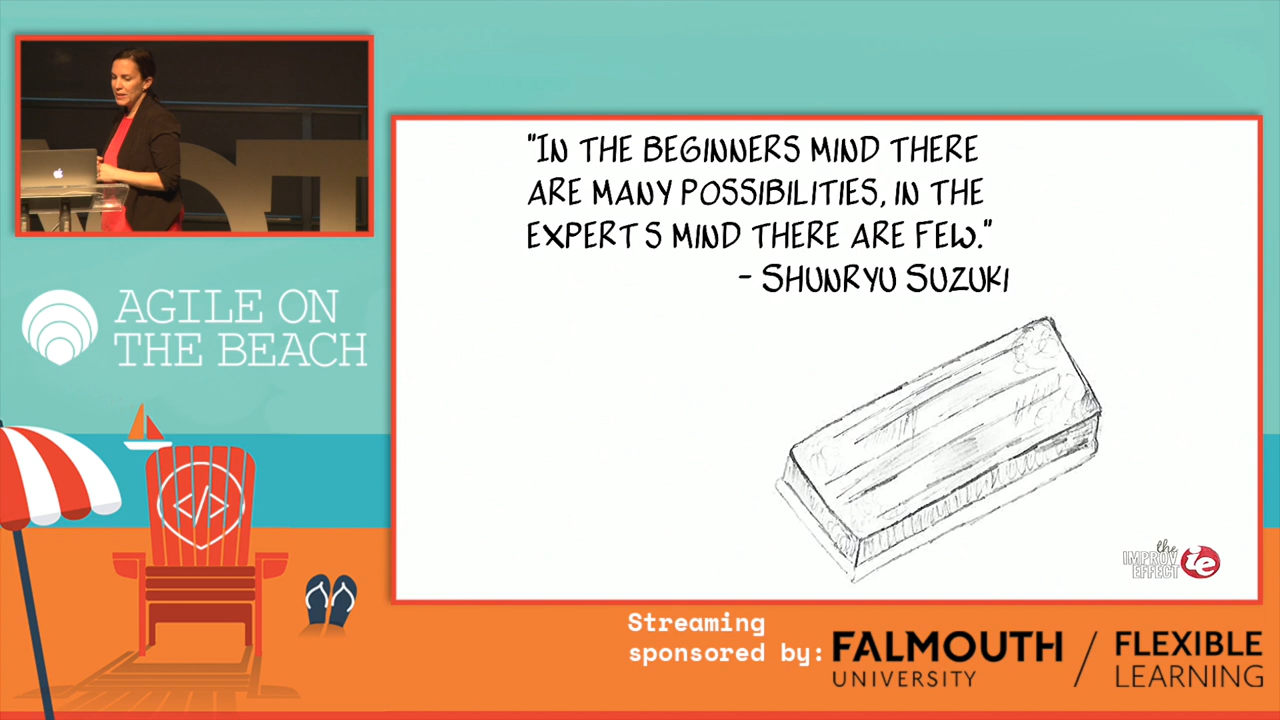 "IN THE BEGINNERS MIND THERE
ARE MANY POSSIBILITIES, IN THE
EXPERT S MIND THERE ARE FEW."
- SHUNRYU SUZUKI
AGILE ON
THE BEACH
</>
the
IMPROV
EFFECT
ie
Streaming
sponsored by:
FALMOUTH
UNIVERSITY
/
FLEXIBLE
LEARNING